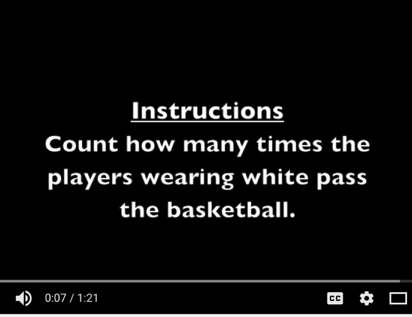 Instructions
Count how many times the
players wearing white pass
the basketball.
0:07 / 1:21
CC